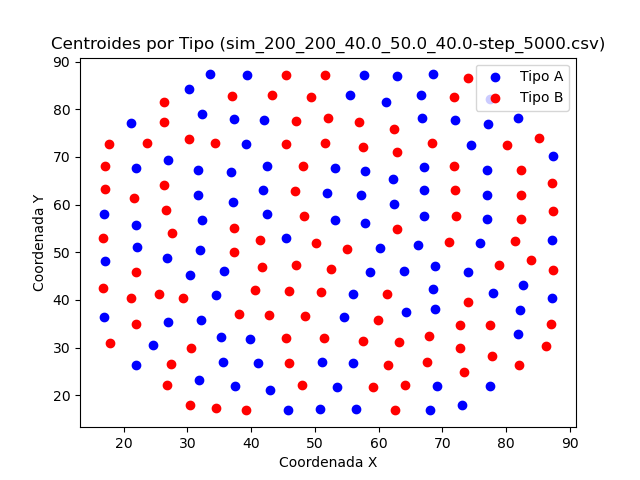 Centroides por Tipo (sim_200_200_40.0_50.0_40.0-step_5000.csv)
90
80
70
60
50
40
30
20
Coordenada Y
Tipo A
Tipo B
20 30 40 50 60 70 80 90
Coordenada X